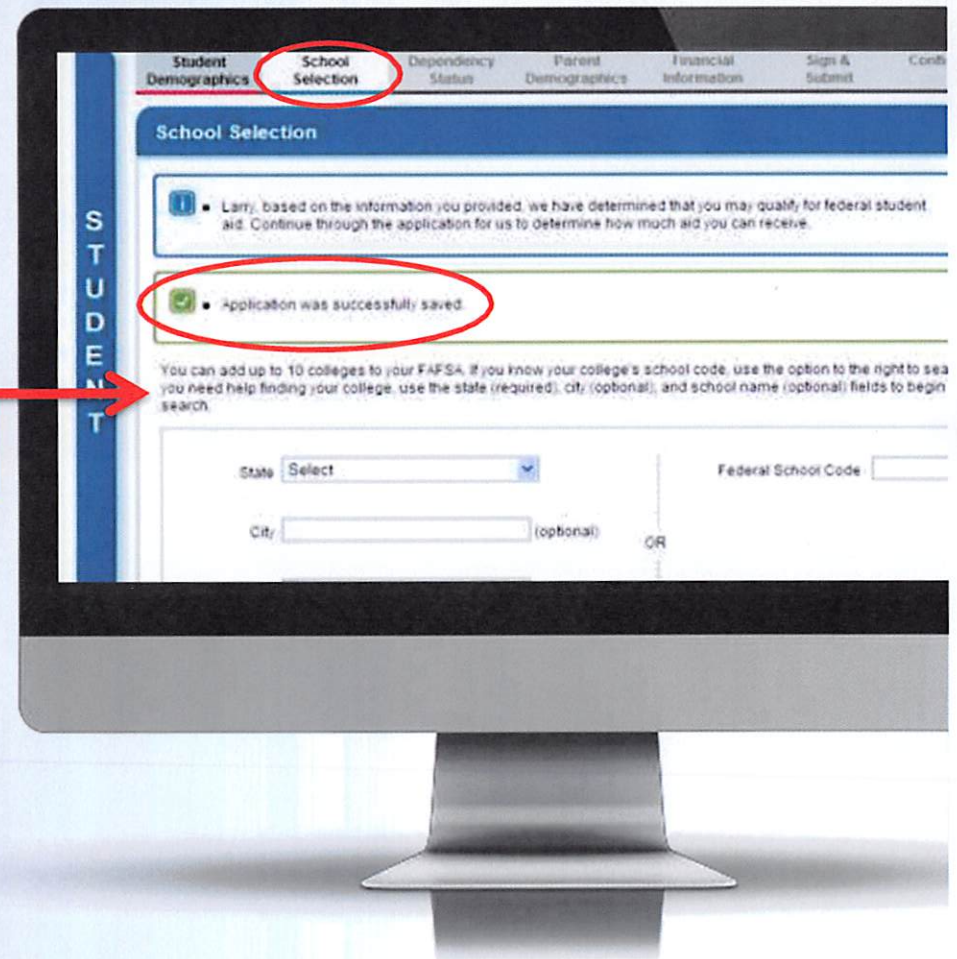 Student School Dependency Parent Financial Sign &
Demographics Selection Status Demographics Information Submit
School Selection
STUDENT
i
• Larry, based on the information you provided, we have determined that you may qualify for federal student
aid. Continue through the application for us to determine how much aid you can receive.
• Application was successfully saved.
You can add up to 10 colleges to your FAFSA. If you know your college's school code, use the option to the right to
you need help finding your college, use the state (required), city (optional), and school name (optional) fields to begin
search.
State Select Federal School Code
City (optional) OR